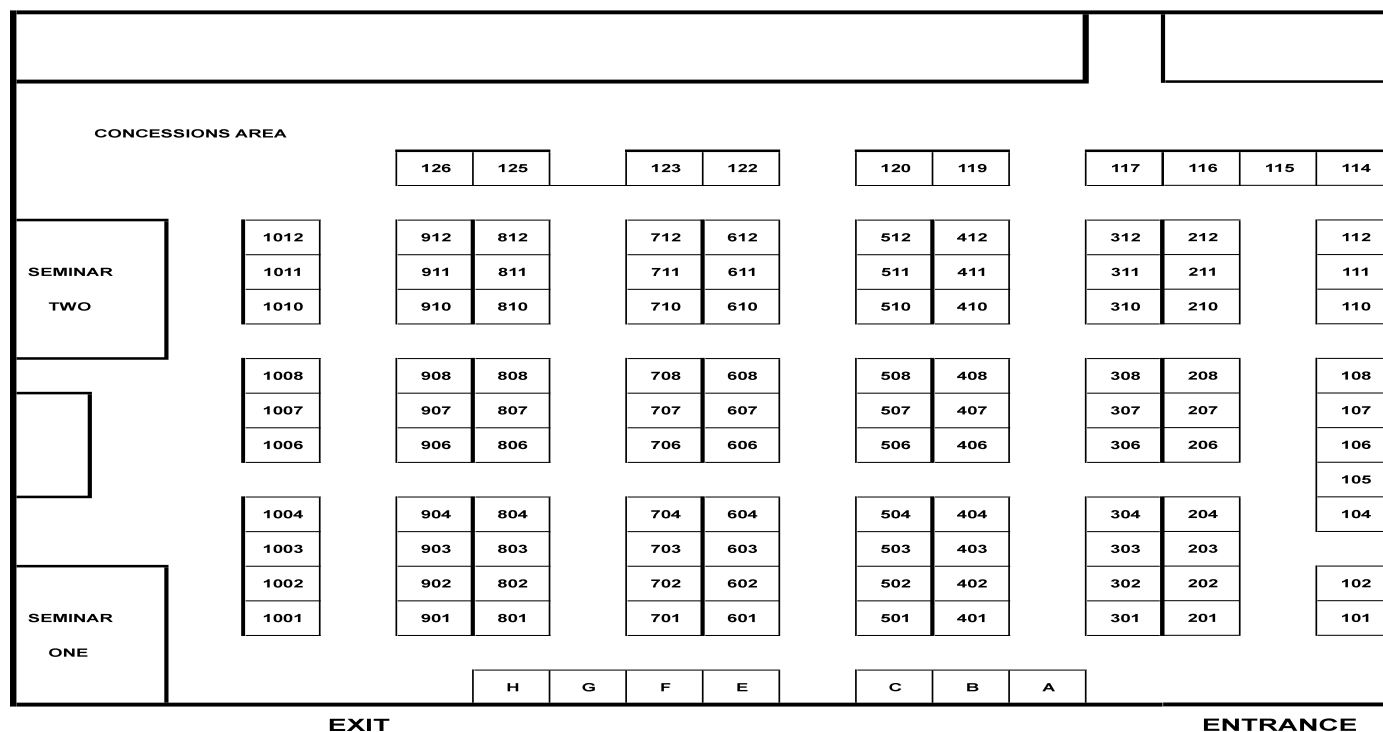 CONCESSIONS AREA
126 125 123 122 120 119 117 116 115 114
1012 912 812 712 612 512 412 312 212 112
SEMINAR 1011 911 811 711 611 511 411 311 211 111
TWO 1010 910 810 710 610 510 410 310 210 110
1008 908 808 708 608 508 408 308 208 108
1007 907 807 707 607 507 407 307 207 107
1006 906 806 706 606 506 406 306 206 106
105
1004 904 804 704 604 504 404 304 204 104
1003 903 803 703 603 503 403 303 203
1002 902 802 702 602 502 402 302 202 102
SEMINAR 1001 901 801 701 601 501 401 301 201 101
ONE
H G F E C B A
EXIT ENTRANCE